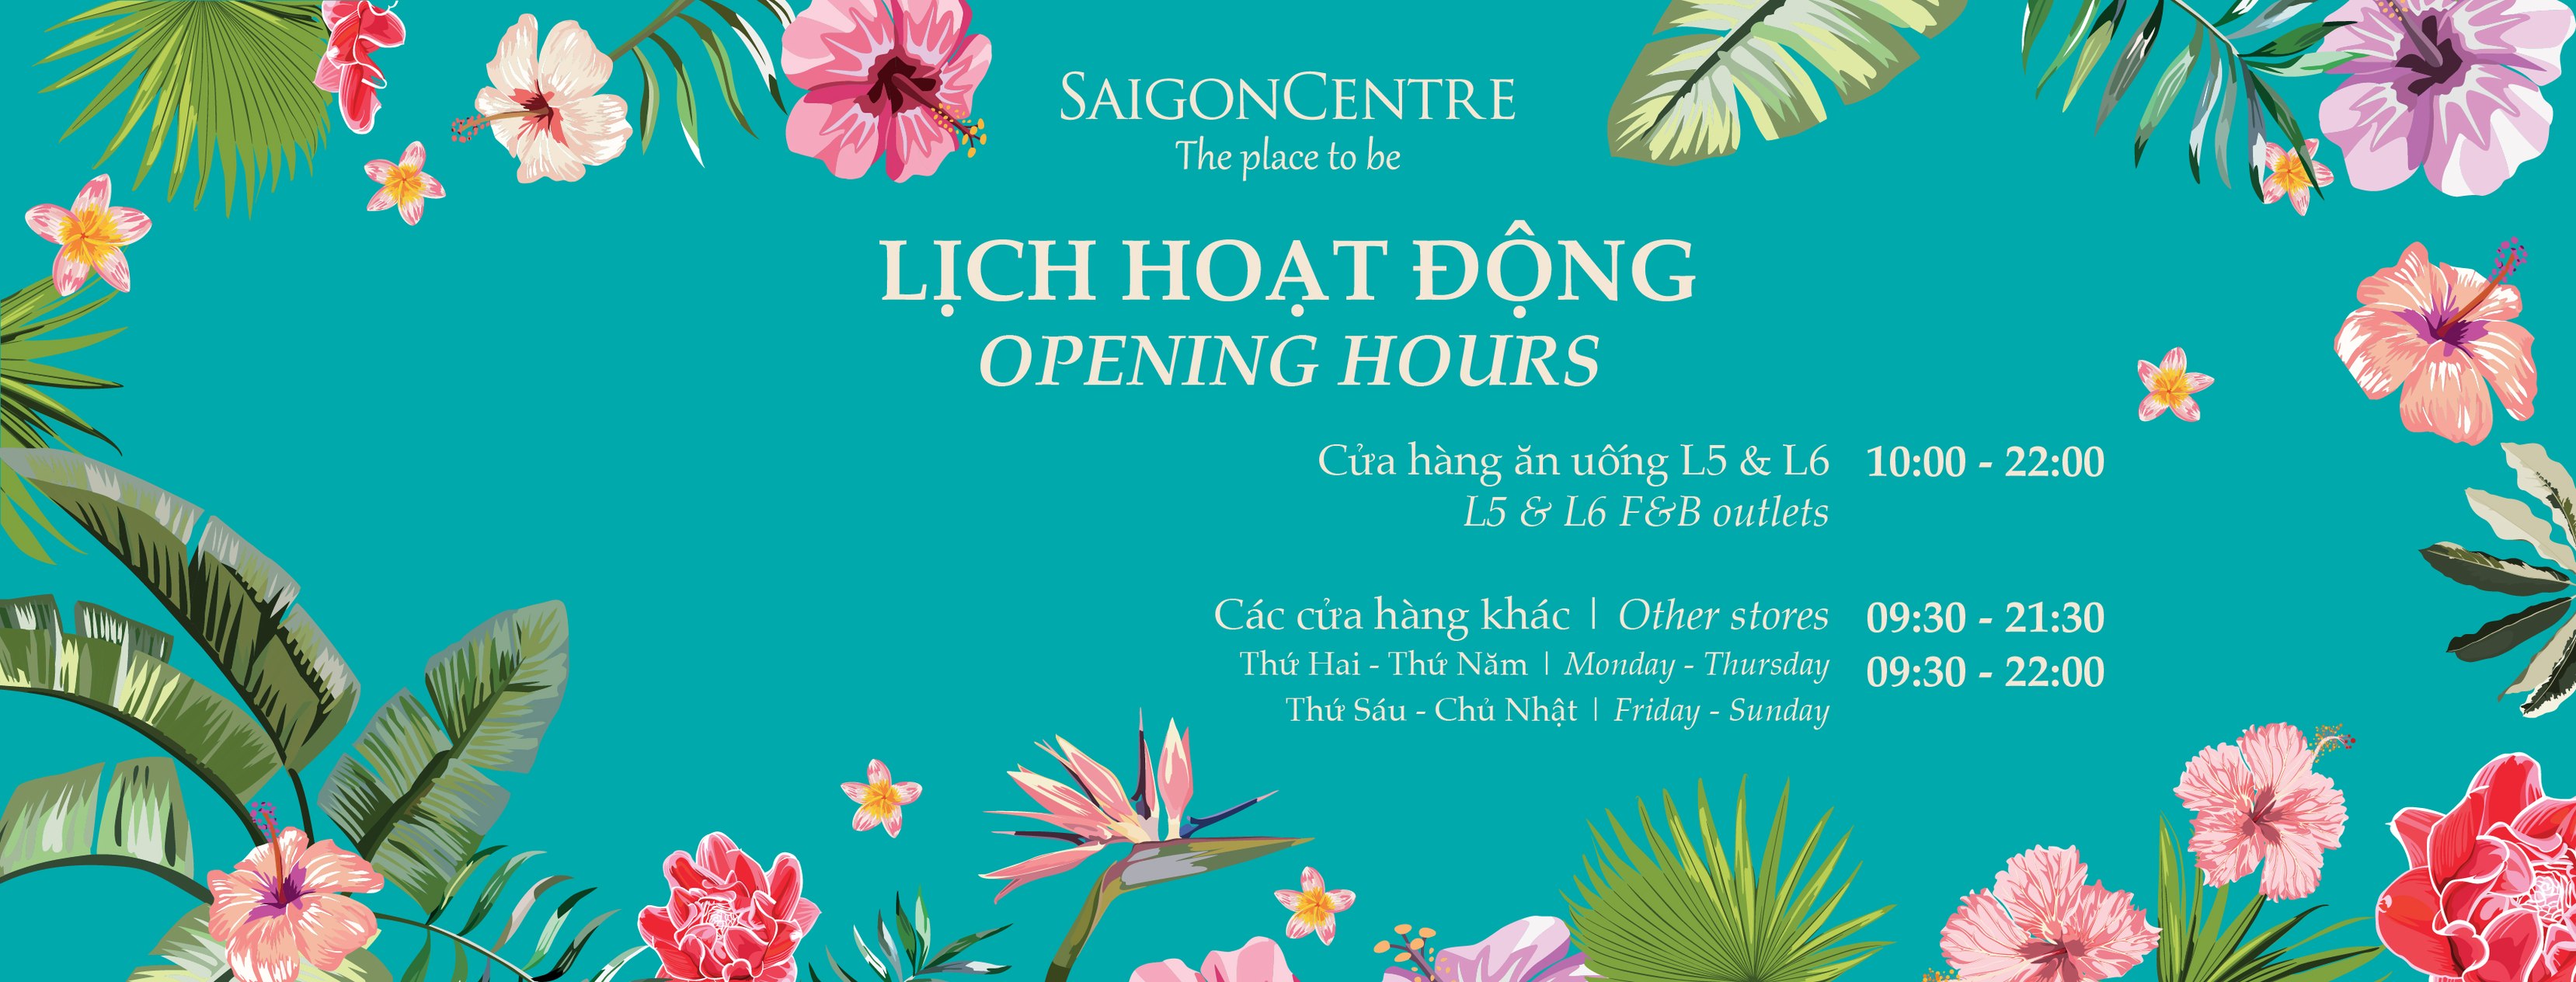 SAIGONCENTRE
The place to be
LỊCH HOẠT ĐỘNG
OPENING HOURS
Cửa hàng ăn uống L5 & L6 10:00 - 22:00
L5 & L6 F&B outlets
Các cửa hàng khác | Other stores 09:30 - 21:30
Thứ Hai - Thứ Năm | Monday - Thursday 09:30 - 22:00
Thứ Sáu - Chủ Nhật | Friday - Sunday